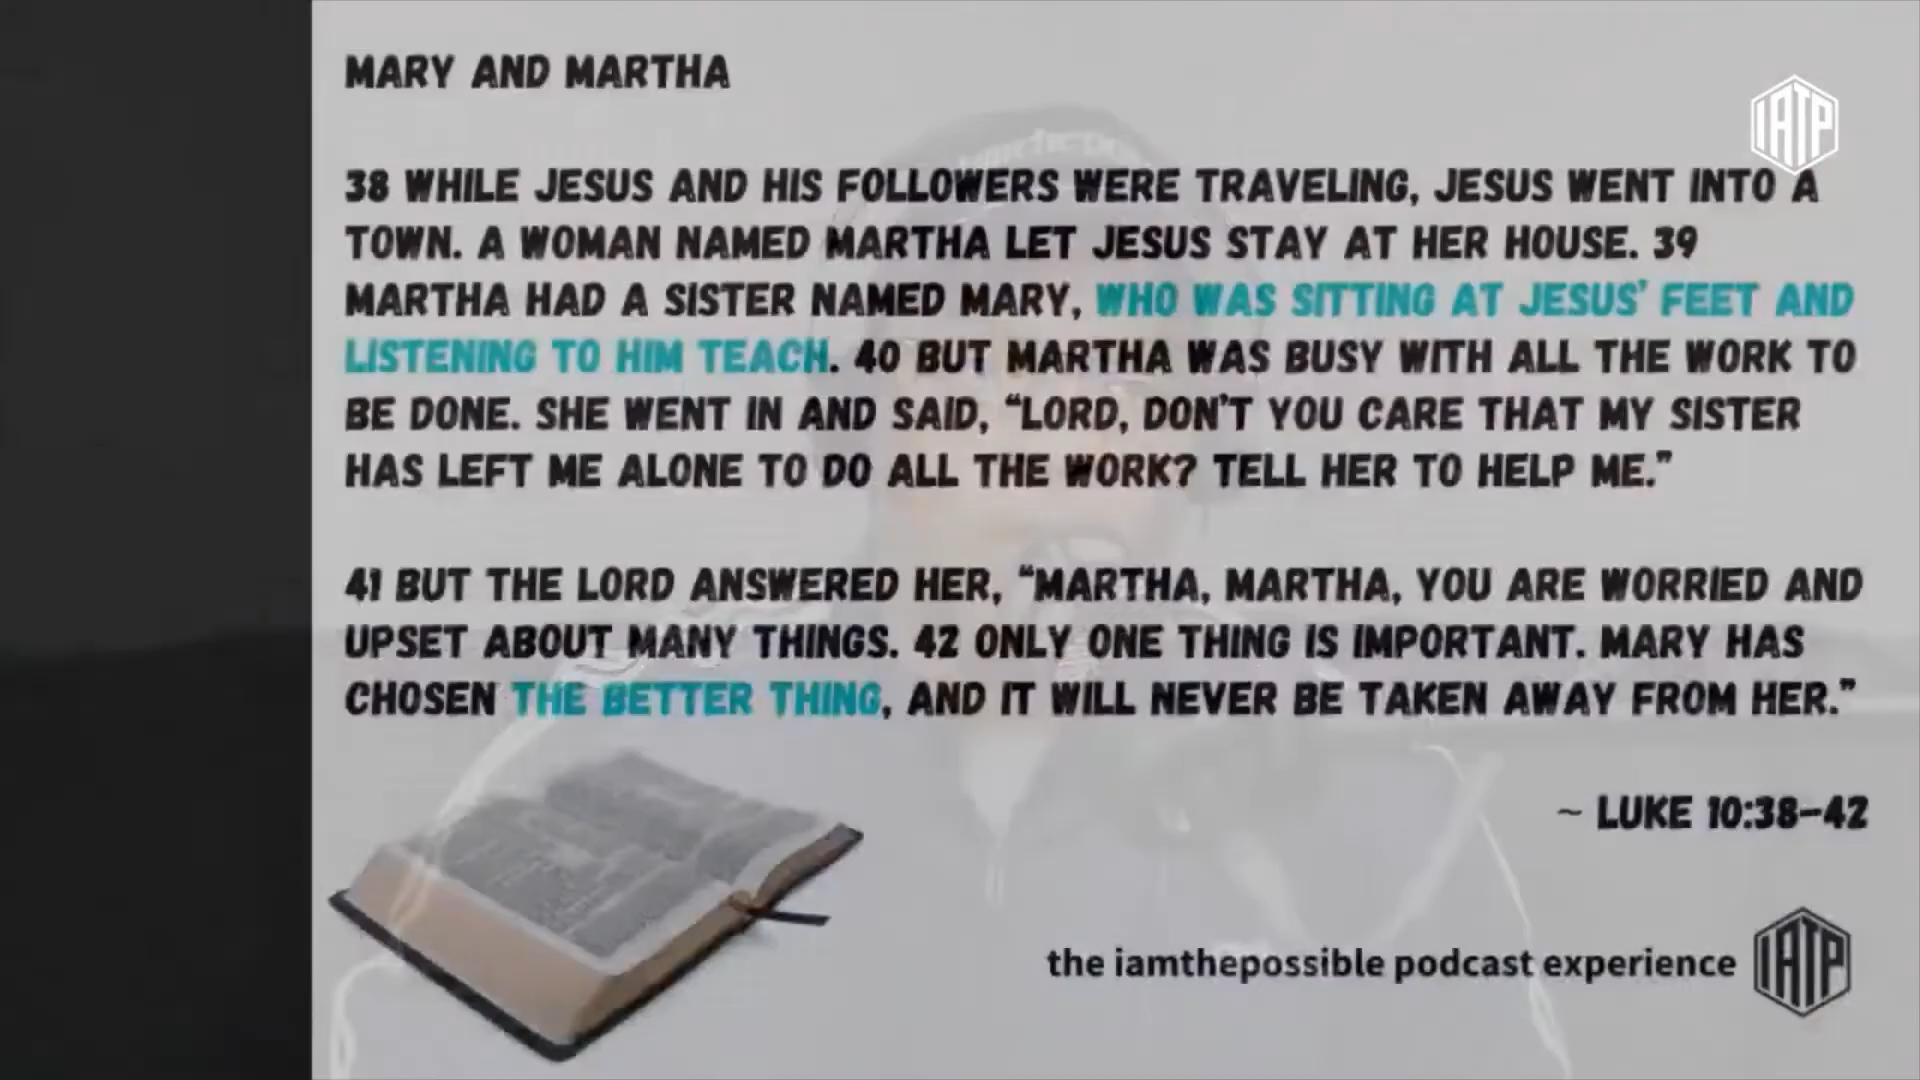 MARY AND MARTHA
IATP
38 WHILE JESUS AND HIS FOLLOWERS WERE TRAVELING, JESUS WENT INTO A
TOWN. A WOMAN NAMED MARTHA LET JESUS STAY AT HER HOUSE. 39
MARTHA HAD A SISTER NAMED MARY, WHO WAS SITTING AT JESUS’ FEET AND
LISTENING TO HIM TEACH. 40 BUT MARTHA WAS BUSY WITH ALL THE WORK TO
BE DONE. SHE WENT IN AND SAID, “LORD, DON’T YOU CARE THAT MY SISTER
HAS LEFT ME ALONE TO DO ALL THE WORK? TELL HER TO HELP ME.”
41 BUT THE LORD ANSWERED HER, “MARTHA, MARTHA, YOU ARE WORRIED AND
UPSET ABOUT MANY THINGS. 42 ONLY ONE THING IS IMPORTANT. MARY HAS
CHOSEN THE BETTER THING, AND IT WILL NEVER BE TAKEN AWAY FROM HER.”
~ LUKE 10:38–42
the iamthepossible podcast experience IATP